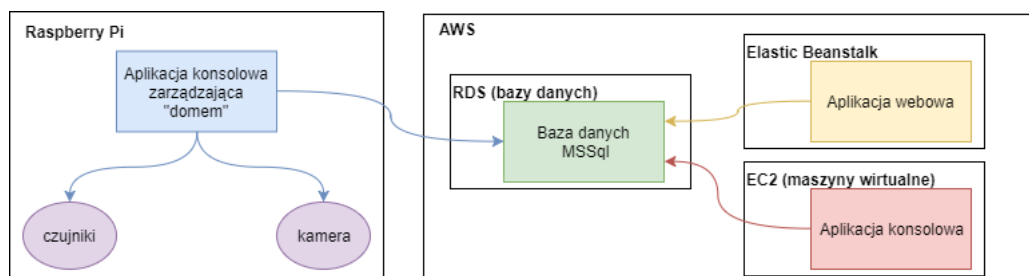 Raspberry Pi
Aplikacja konsolowa
zarządzająca
"domem"
czujniki
kamera
AWS
RDS (bazy danych)
Baza danych
MSSql
Elastic Beanstalk
Aplikacja webowa
EC2 (maszyny wirtualne)
Aplikacja konsolowa